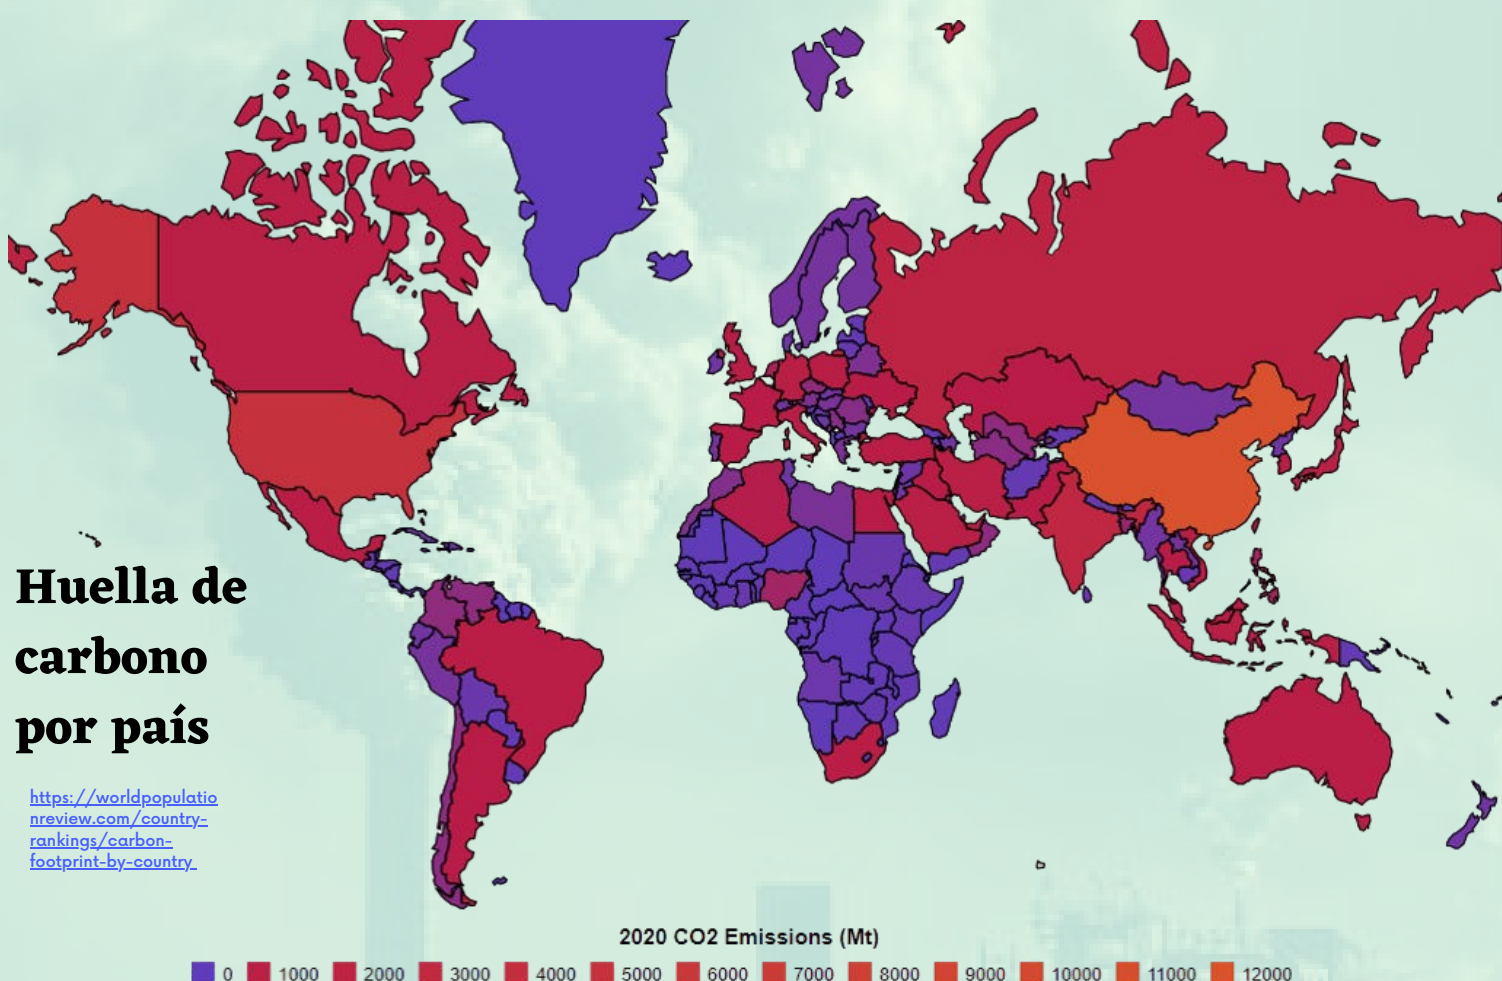 Huella de
carbono
por país
https://worldpopulatio
nreview.com/country-
rankings/carbon-
footprint-by-country
2020 CO2 Emissions (Mt)
0 1000 2000 3000 4000 5000 6000 7000 8000 9000 10000 11000 12000